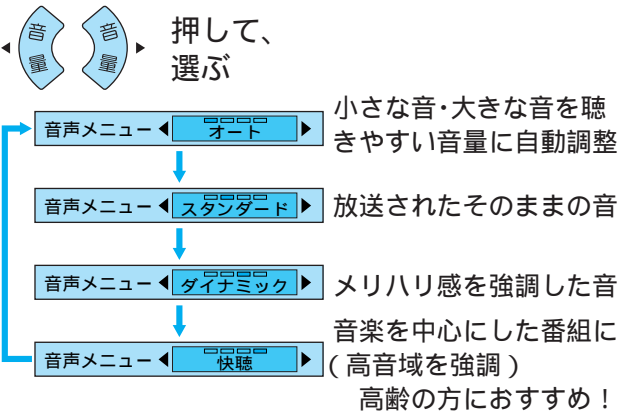 音量 音量 押して、
選ぶ
音声メニュー オート
小さな音・大きな音を聴
きやすい音量に自動調整
音声メニュー スタンダード
放送されたそのままの音
音声メニュー ダイナミック
メリハリ感を強調した音
音声メニュー 快聴
音楽を中心にした番組に
(高音域を強調)
高齢の方におすすめ!